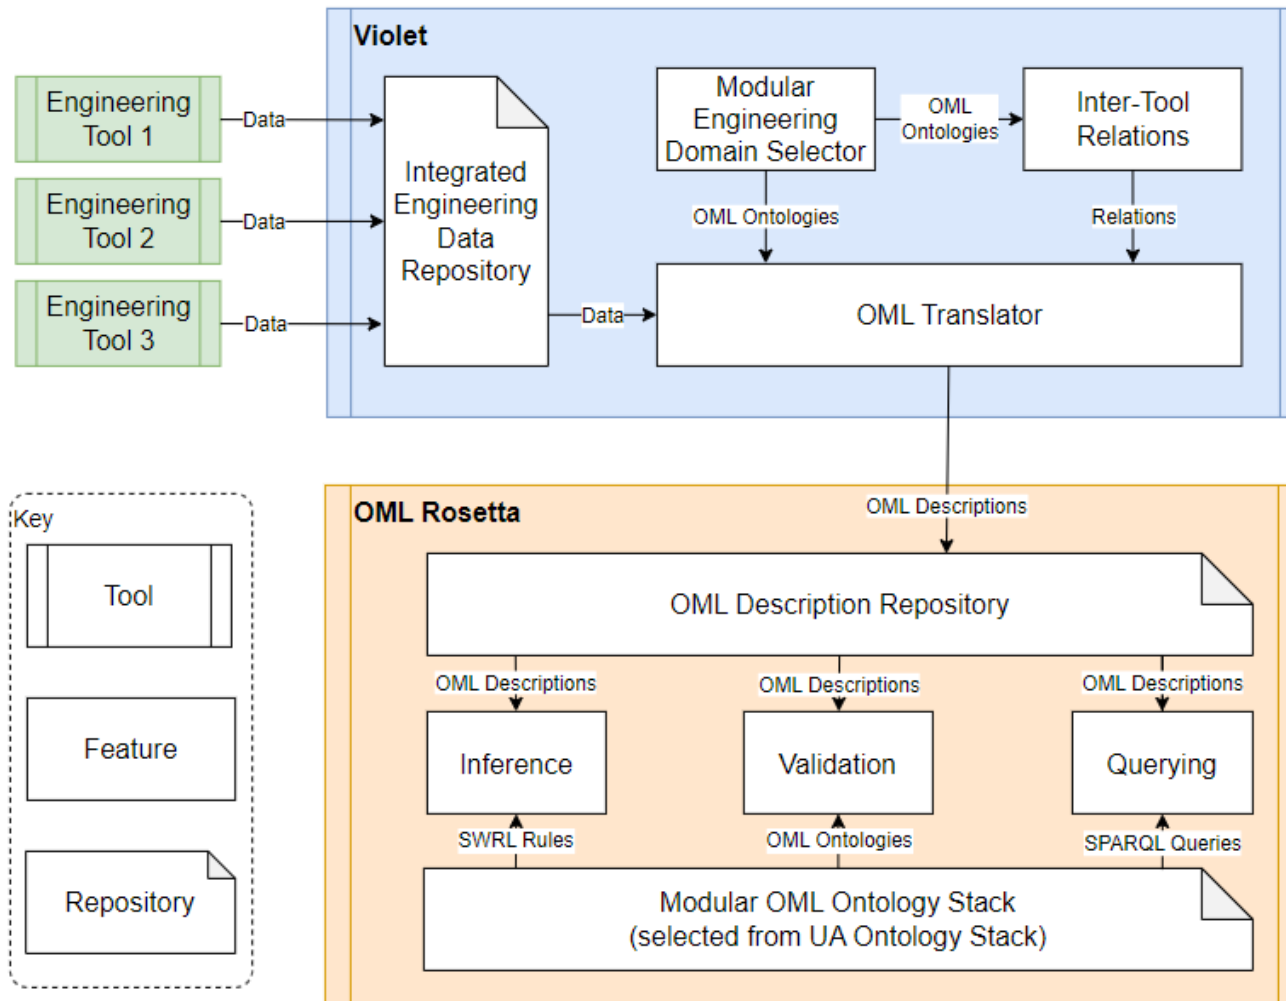 Violet
Engineering
Tool 1
Data
Engineering
Tool 2
Data
Engineering
Tool 3
Data
Integrated
Engineering
Data
Repository
Data
Modular
Engineering
Domain Selector
OML
Ontologies
Inter-Tool
Relations
OML Ontologies
Relations
OML Translator
OML Descriptions
Key
Tool
Feature
Repository
OML Rosetta
OML Description Repository
OML Descriptions
OML Descriptions
OML Descriptions
Inference
Validation
Querying
SWRL Rules
OML Ontologies
SPARQL Queries
Modular OML Ontology Stack
(selected from UA Ontology Stack)